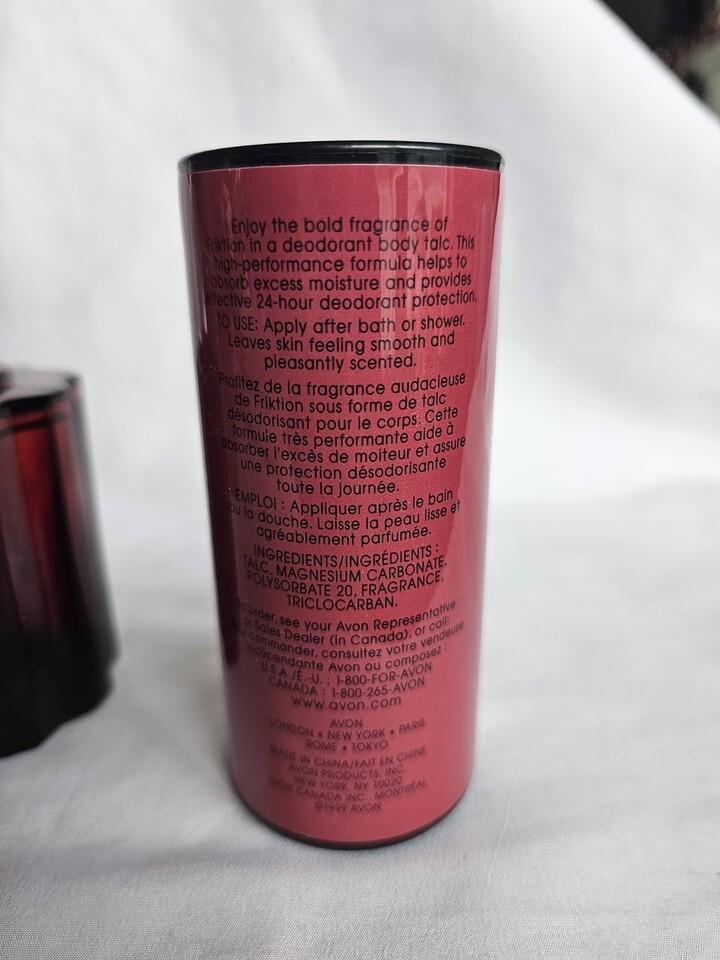 Enjoy the bold fragrance of
Friktion in a deodorant body talc. This
high-performance formula helps to
absorb excess moisture and provides
effective 24-hour deodorant protection.
TO USE: Apply after bath or shower.
Leaves skin feeling smooth and
pleasantly scented.
Profitez de la fragrance audacieuse
de Friktion sous forme de talc
désodorisant pour le corps. Cette
formule très performante aide à
absorber l'excès de moiteur et assure
une protection désodorisante
toute la journée.
EMPLOI : Appliquer après le bain
ou la douche. Laisse la peau lisse et
agréablement parfumée.
INGREDIENTS/INGRÉDIENTS :
TALC, MAGNESIUM CARBONATE,
POLYSORBATE 20, FRAGRANCE,
TRICLOCARBAN.
To order, see your Avon Representative
or Sales Dealer (in Canada), or call:
Pour commander, consultez votre vendeuse
indépendante Avon ou composez :
U.S.A./É.-U. : 1-800-FOR-AVON
CANADA : 1-800-265-AVON
www.avon.com
AVON
LONDON • NEW YORK • PARIS
ROME • TOKYO
MADE IN CHINA/FAIT EN CHINE
AVON PRODUCTS, INC.
NEW YORK, NY 10020
AVON CANADA INC., MONTRÉAL
©1999 AVON